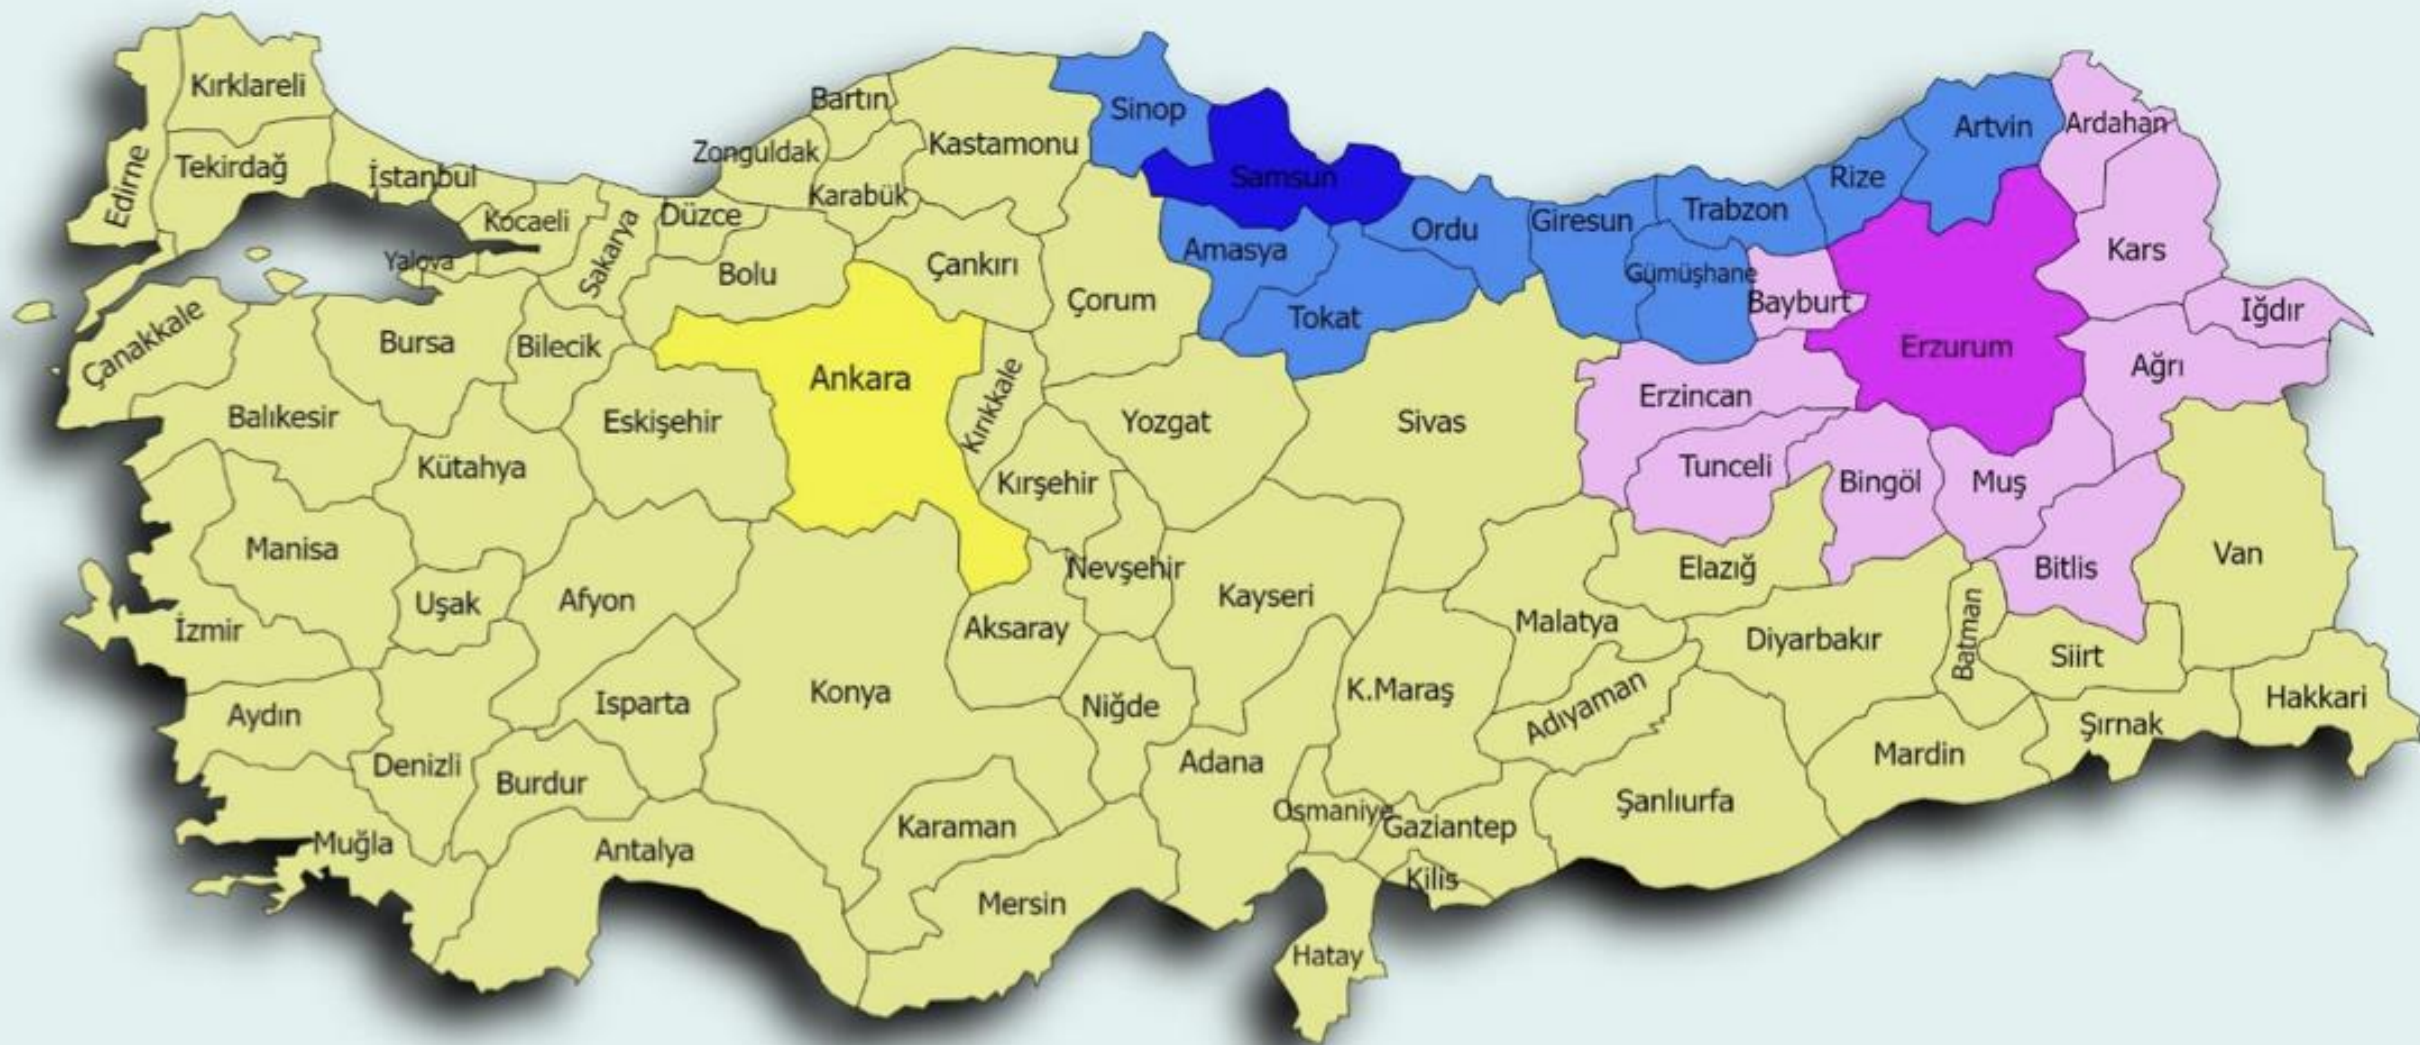 Kırklareli
Edirne
Tekirdağ
İstanbul
Kocaeli
Yalova
Sakarya
Düzce
Zonguldak
Bartın
Karabük
Kastamonu
Sinop
Samsun
Amasya
Ordu
Giresun
Trabzon
Rize
Artvin
Ardahan
Kars
Iğdır
Ağrı
Erzurum
Bayburt
Gümüşhane
Tokat
Çorum
Çankırı
Bolu
Çanakkale
Balıkesir
Bursa
Bilecik
Eskişehir
Ankara
Kırıkkale
Yozgat
Sivas
Erzincan
Tunceli
Bingöl
Muş
Bitlis
Van
Kütahya
Kırşehir
Manisa
Uşak
Afyon
Nevşehir
Kayseri
Malatya
Elazığ
Diyarbakır
Batman
Siirt
İzmir
Aksaray
Aydın
Denizli
Isparta
Burdur
Konya
Niğde
Adana
K.Maraş
Adıyaman
Mardin
Şırnak
Hakkari
Şanlıurfa
Muğla
Antalya
Karaman
Mersin
Osmaniye
Gaziantep
Kilis
Hatay